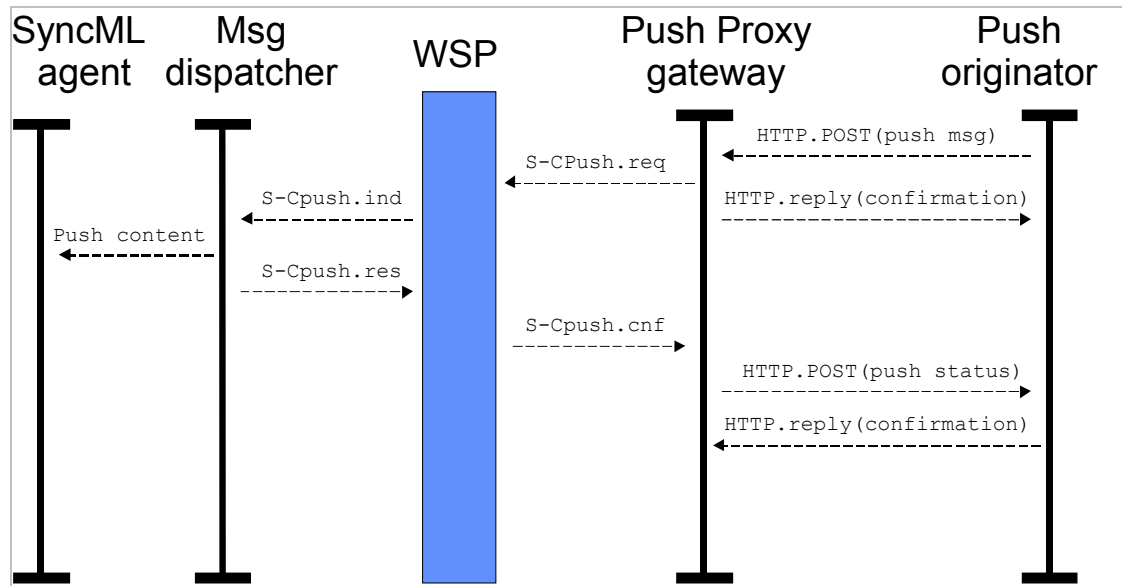 SyncML
agent
Msg
dispatcher
WSP
Push Proxy
gateway
Push
originator
HTTP.POST(push msg)
S-CPush.req
S-Cpush.ind
HTTP.reply(confirmation)
Push content
S-Cpush.res
S-Cpush.cnf
HTTP.POST(push status)
HTTP.reply(confirmation)